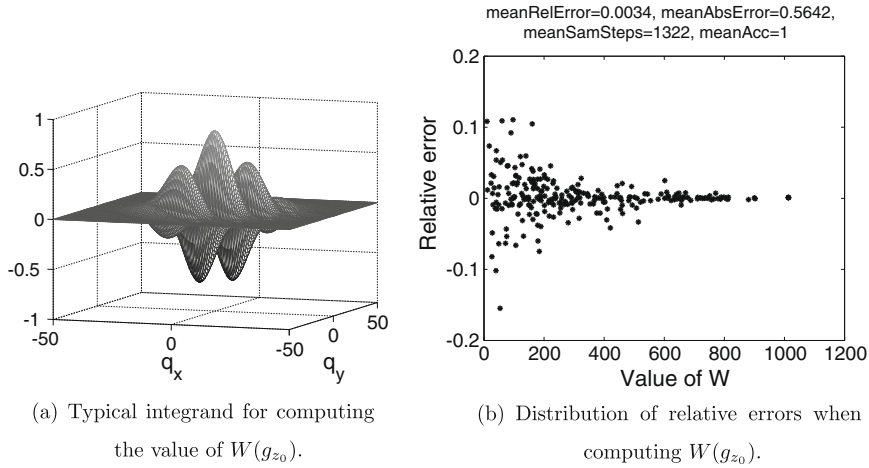 meanRelError=0.0034, meanAbsError=0.5642,
meanSamSteps=1322, meanAcc=1
1
0.5
0
-0.5
-1
-50
0
-50
0
50
q_x
q_y
0.2
0.1
0
-0.1
-0.2
Relative error
0 200 400 600 800 1000 1200
Value of W
(a) Typical integrand for computing
the value of W(g_{z_0}).
(b) Distribution of relative errors when
computing W(g_{z_0}).